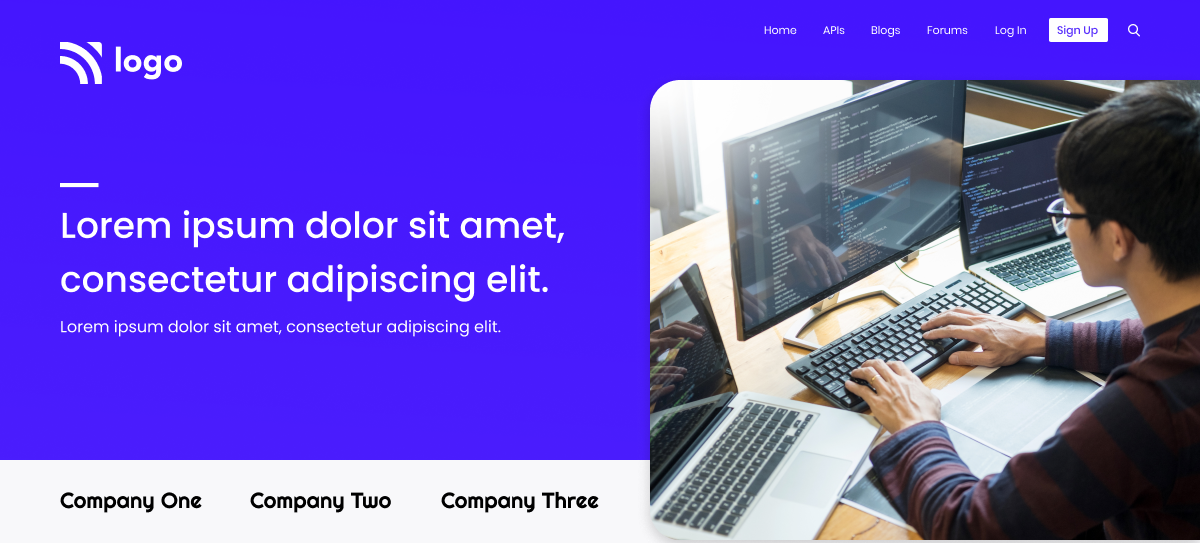 Home APIs Blogs Forums Log In Sign Up
logo
Lorem ipsum dolor sit amet,
consectetur adipiscing elit.
Lorem ipsum dolor sit amet, consectetur adipiscing elit.
Company One Company Two Company Three